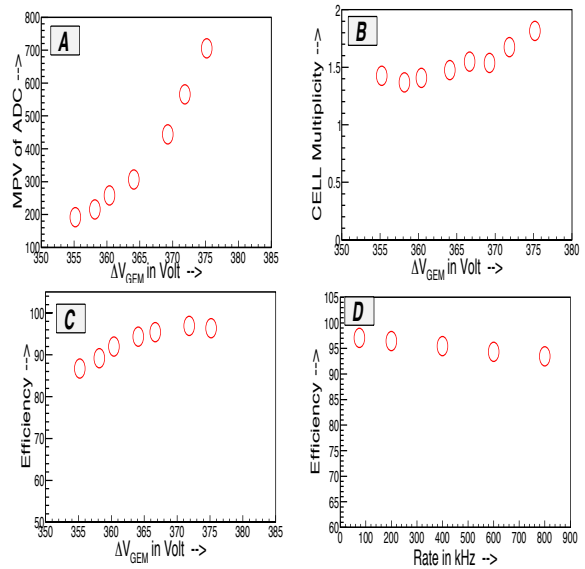 A
MPV of ADC -->
800
700
600
500
400
300
200
100
350 355 360 365 370 375 380 385
ΔV_GEM in Volt -->
B
CELL Multiplicity -->
2
1.5
1
0.5
0
350 355 360 365 370 375 380
ΔV_GEM in Volt -->
C
Efficiency -->
100
90
80
70
60
50
350 355 360 365 370 375 380 385
ΔV_GEM in Volt -->
D
Efficiency -->
105
100
95
90
85
80
75
70
65
60
0 100 200 300 400 500 600 700 800 900
Rate in kHz -->